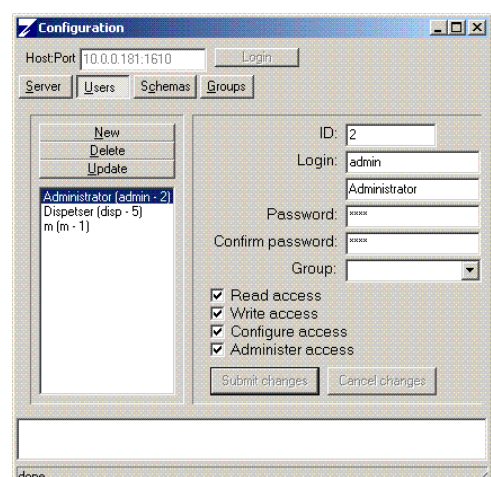 Configuration
Host:Port 10.0.0.181:1610 Login
Server Users Schemas Groups
New
Delete
Update
Administrator (admin - 2)
Dispetser (disp - 5)
m (m - 1)
ID: 2
Login: admin
Administrator
Password: ××××
Confirm password: ××××
Group:
Read access
Write access
Configure access
Administer access
Submit changes Cancel changes
done